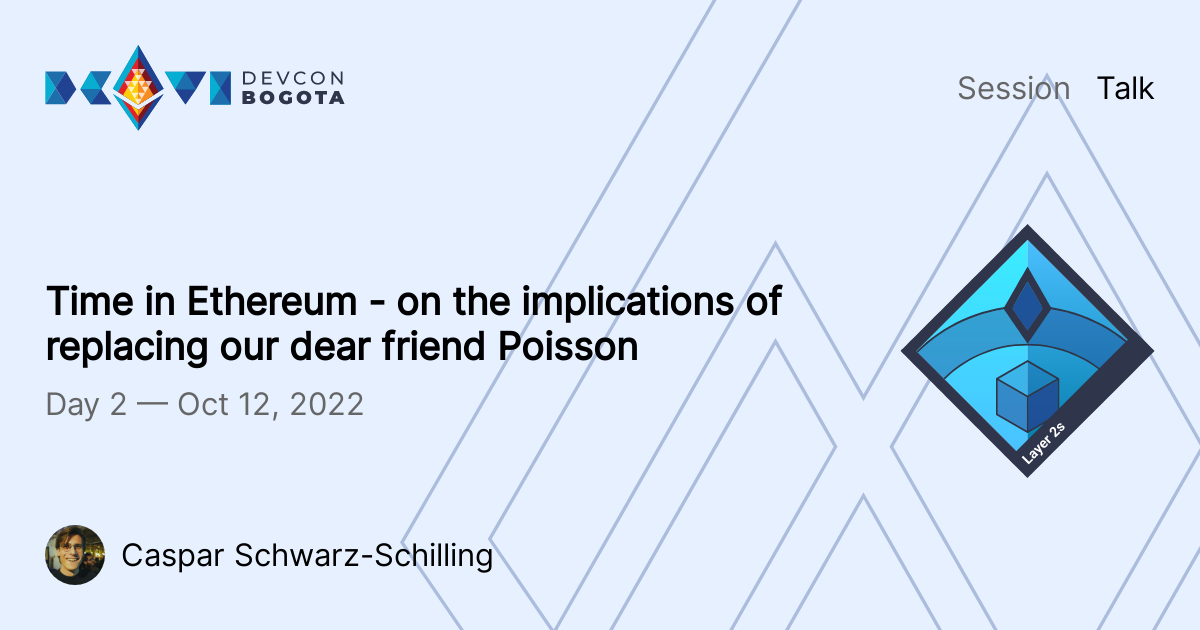 DEVCON
BOGOTA
Session Talk
Time in Ethereum - on the implications of
replacing our dear friend Poisson
Day 2 — Oct 12, 2022
Layer 2s
Caspar Schwarz-Schilling